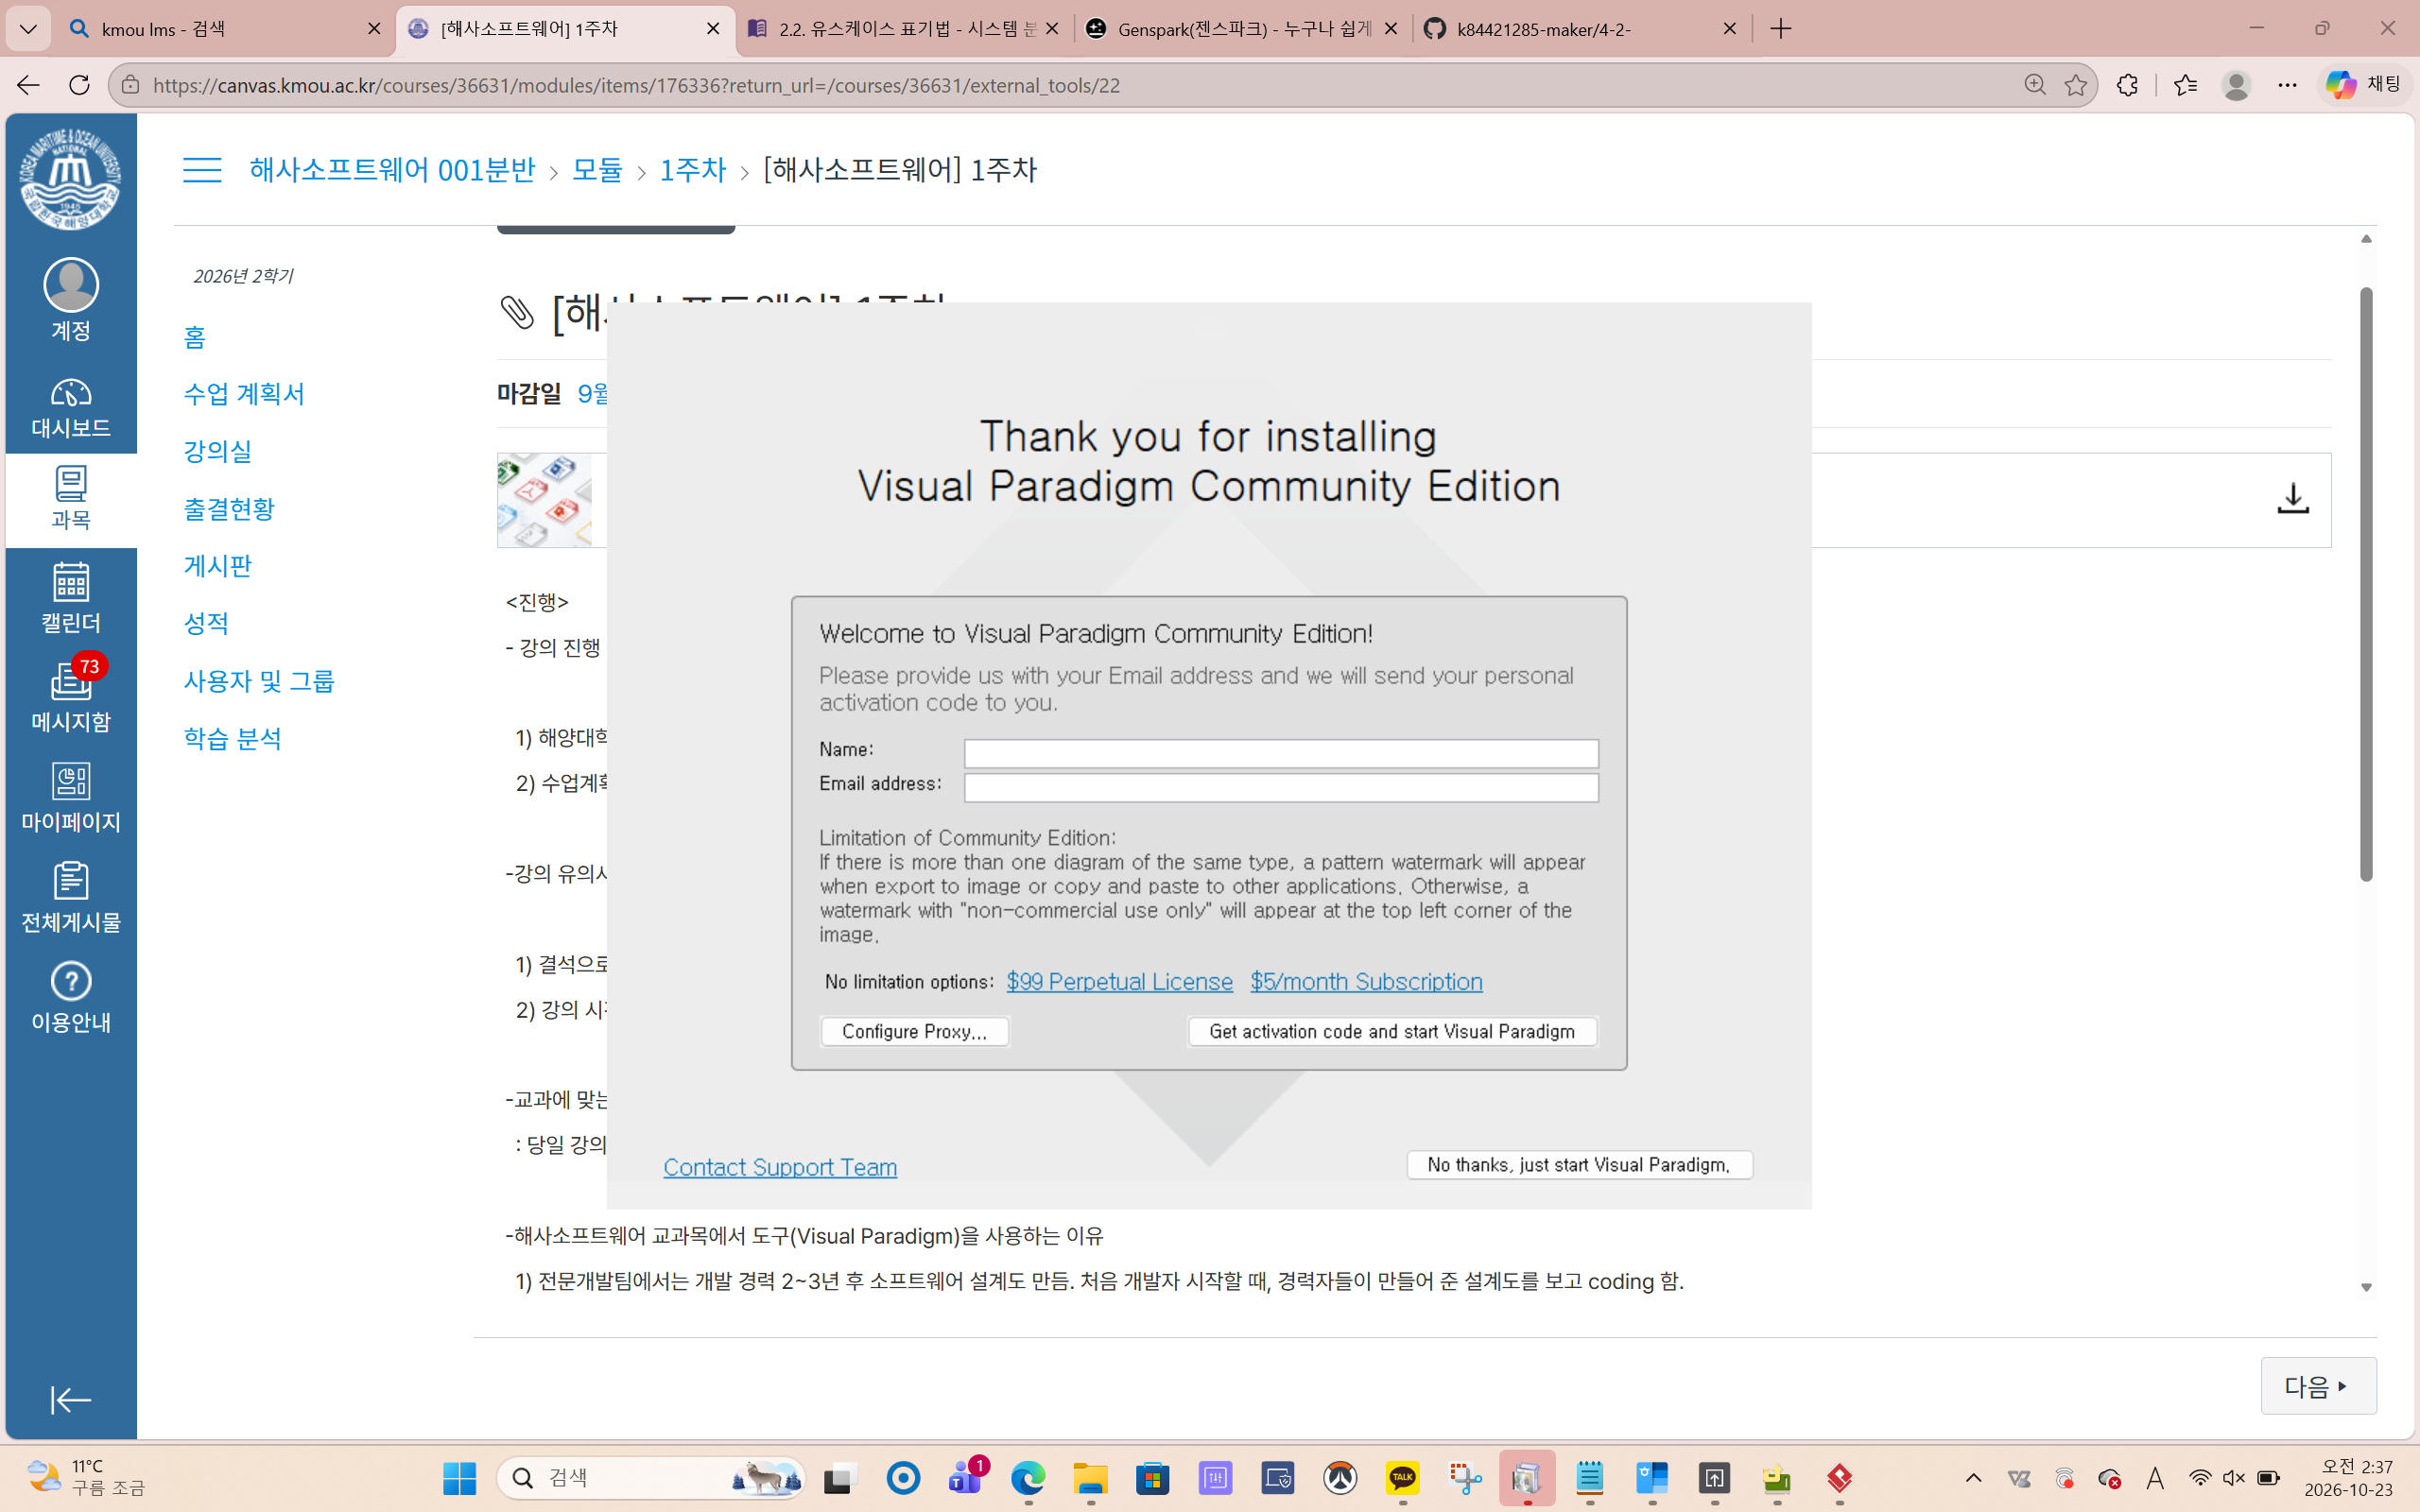 kmou lms - 검색
[해사소프트웨어] 1주차
2.2. 유스케이스 표기법 - 시스템 분
Genspark(젠스파크) - 누구나 쉽게
k84421285-maker/4-2-
https://canvas.kmou.ac.kr/courses/36631/modules/items/176336?return_url=/courses/36631/external_tools/22
채팅
해사소프트웨어 001분반 › 모듈 › 1주차 › [해사소프트웨어] 1주차
계정
대시보드
과목
캘린더
73
메시지함
마이페이지
전체게시물
이용안내
2026년 2학기
홈
수업 계획서
강의실
출결현황
게시판
성적
사용자 및 그룹
학습 분석
[해사소프트웨어] 1주차
마감일 9월
<진행>
- 강의 진행
1) 해양대학
2) 수업계획
-강의 유의사
1) 결석으로
2) 강의 시
-교과에 맞는
: 당일 강의
-해사소프트웨어 교과목에서 도구(Visual Paradigm)을 사용하는 이유
1) 전문개발팀에서는 개발 경력 2~3년 후 소프트웨어 설계도 만듬. 처음 개발자 시작할 때, 경력자들이 만들어 준 설계도를 보고 coding 함.
다음
Thank you for installing
Visual Paradigm Community Edition
Welcome to Visual Paradigm Community Edition!
Please provide us with your Email address and we will send your personal
activation code to you.
Name:
Email address:
Limitation of Community Edition:
If there is more than one diagram of the same type, a pattern watermark will appear
when export to image or copy and paste to other applications. Otherwise, a
watermark with "non-commercial use only" will appear at the top left corner of the
image.
No limitation options: $99 Perpetual License $5/month Subscription
Configure Proxy...
Get activation code and start Visual Paradigm
Contact Support Team
No thanks, just start Visual Paradigm.
11°C
구름 조금
검색
1
TALK
A
오전 2:37
2026-10-23